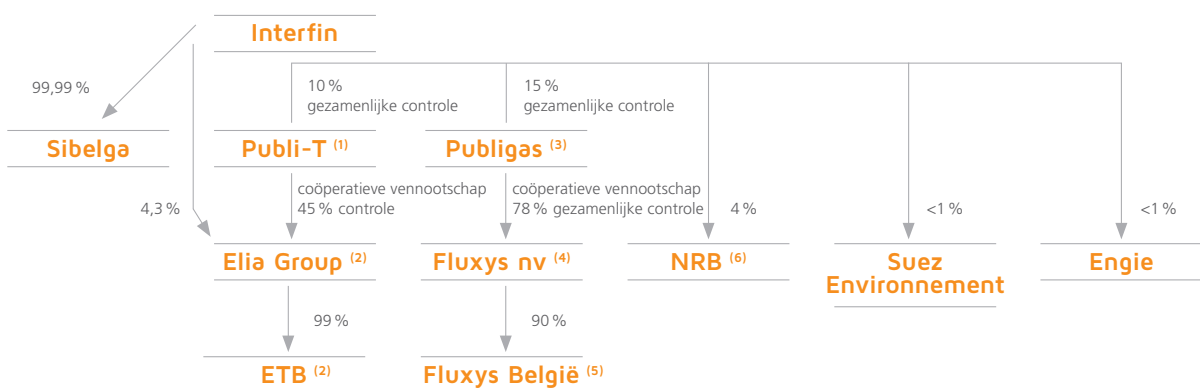 Interfin
99,99 %
10 %
gezamenlijke controle
15 %
gezamenlijke controle
Sibelga
Publi-T (1)
Publigas (3)
4,3 %
coöperatieve vennootschap
45 % controle
coöperatieve vennootschap
78 % gezamenlijke controle
4 %
<1 %
<1 %
Elia Group (2)
Fluxys nv (4)
NRB (6)
Suez
Environnement
Engie
99 %
90 %
ETB (2)
Fluxys België (5)